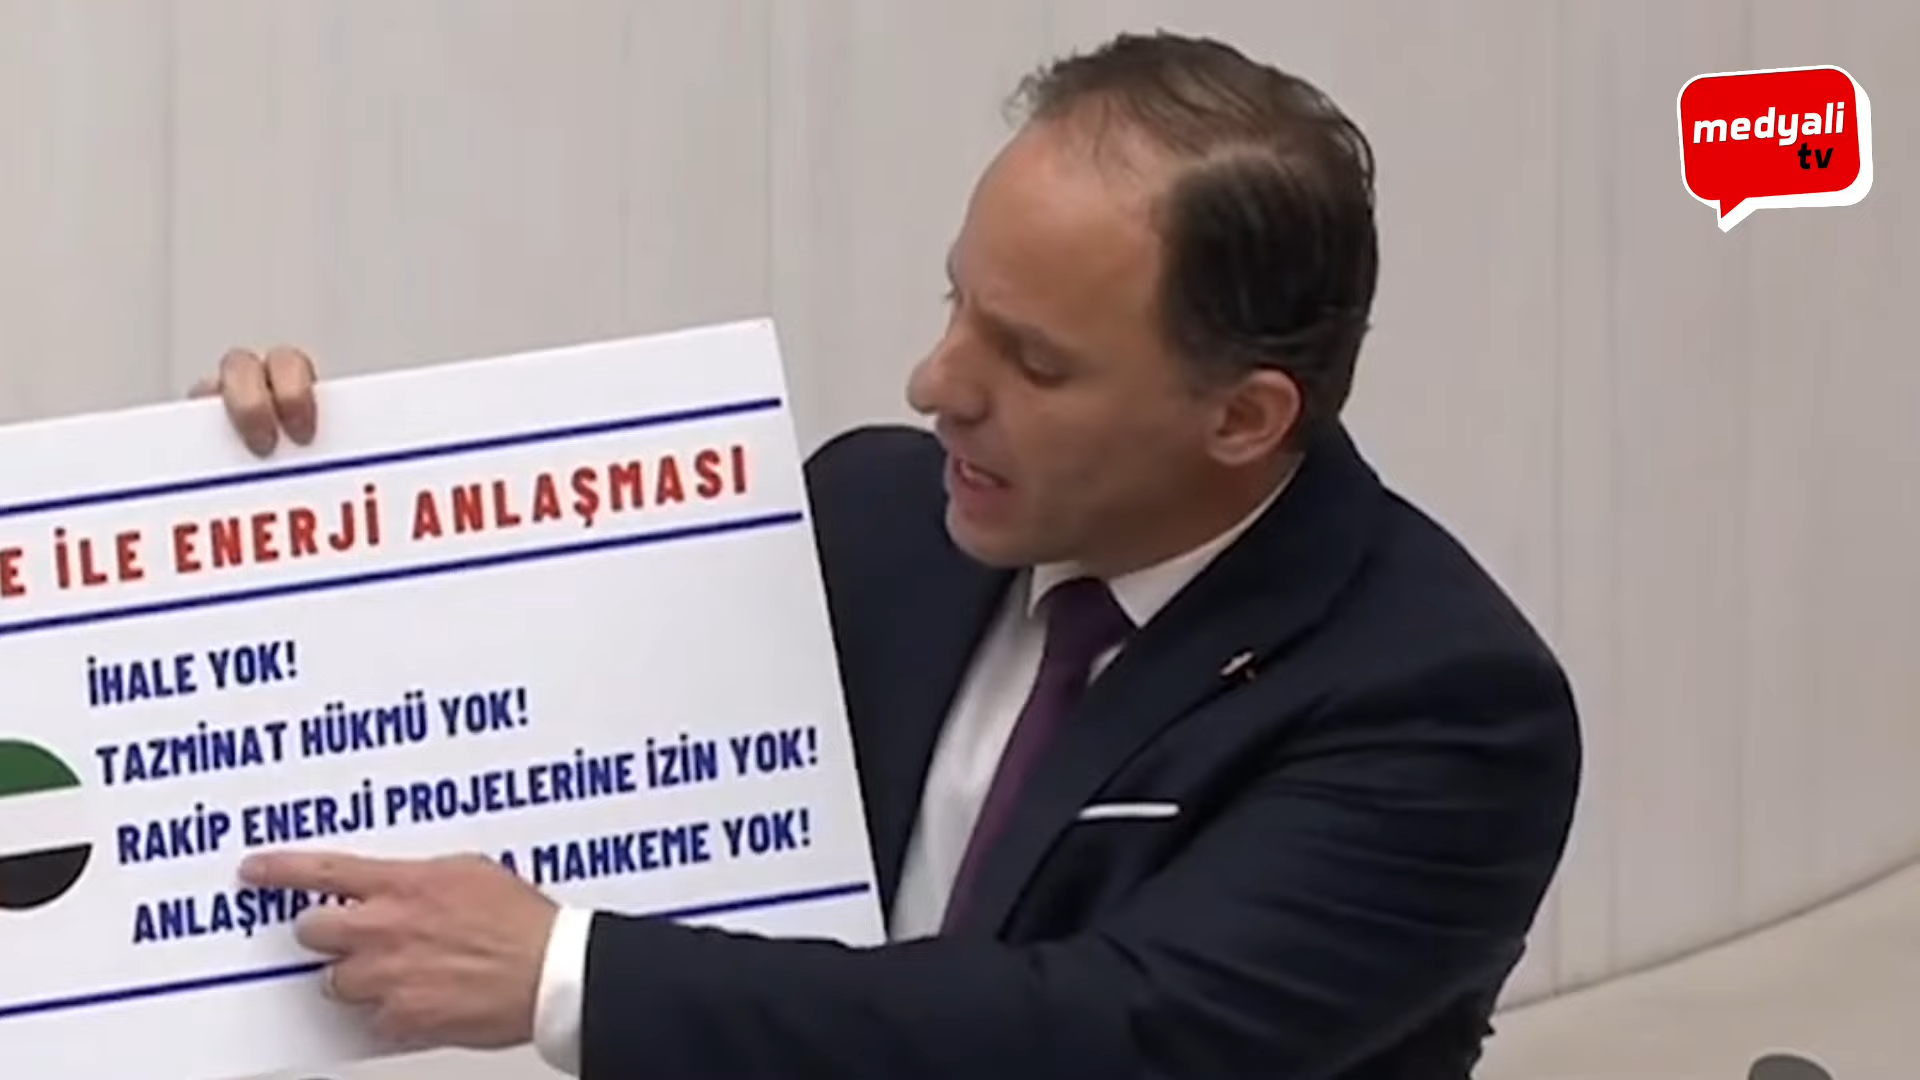 medyali
tv
E İLE ENERJİ ANLAŞMASI
İHALE YOK!
TAZMİNAT HÜKMÜ YOK!
RAKİP ENERJİ PROJELERİNE İZİN YOK!
MAHKEME YOK!